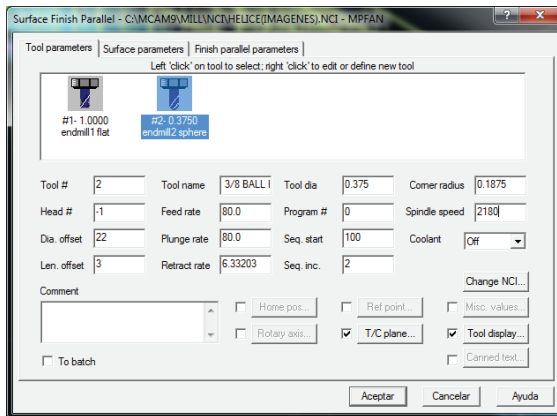 Surface Finish Parallel - C:\MCAM9\MILL\NCI\HELICE(IMAGENES).NCI - MPFAN
Tool parameters Surface parameters Finish parallel parameters
Left 'click' on tool to select; right 'click' to edit or define new tool
#1- 1.0000 #2- 0.3750
endmill1 flat endmill2 sphere
Tool # 2 Tool name 3/8 BALL Tool dia 0.375 Corner radius 0.1875
Head # -1 Feed rate 80.0 Program # 0 Spindle speed 2180
Dia. offset 22 Plunge rate 80.0 Seq. start 100 Coolant Off
Len. offset 3 Retract rate 6.33203 Seq. inc. 2
Change NCI...
Comment
Home pos... Ref point... Misc. values...
Rotary axis... T/C plane... Tool display...
To batch Canned text...
Aceptar Cancelar Ayuda